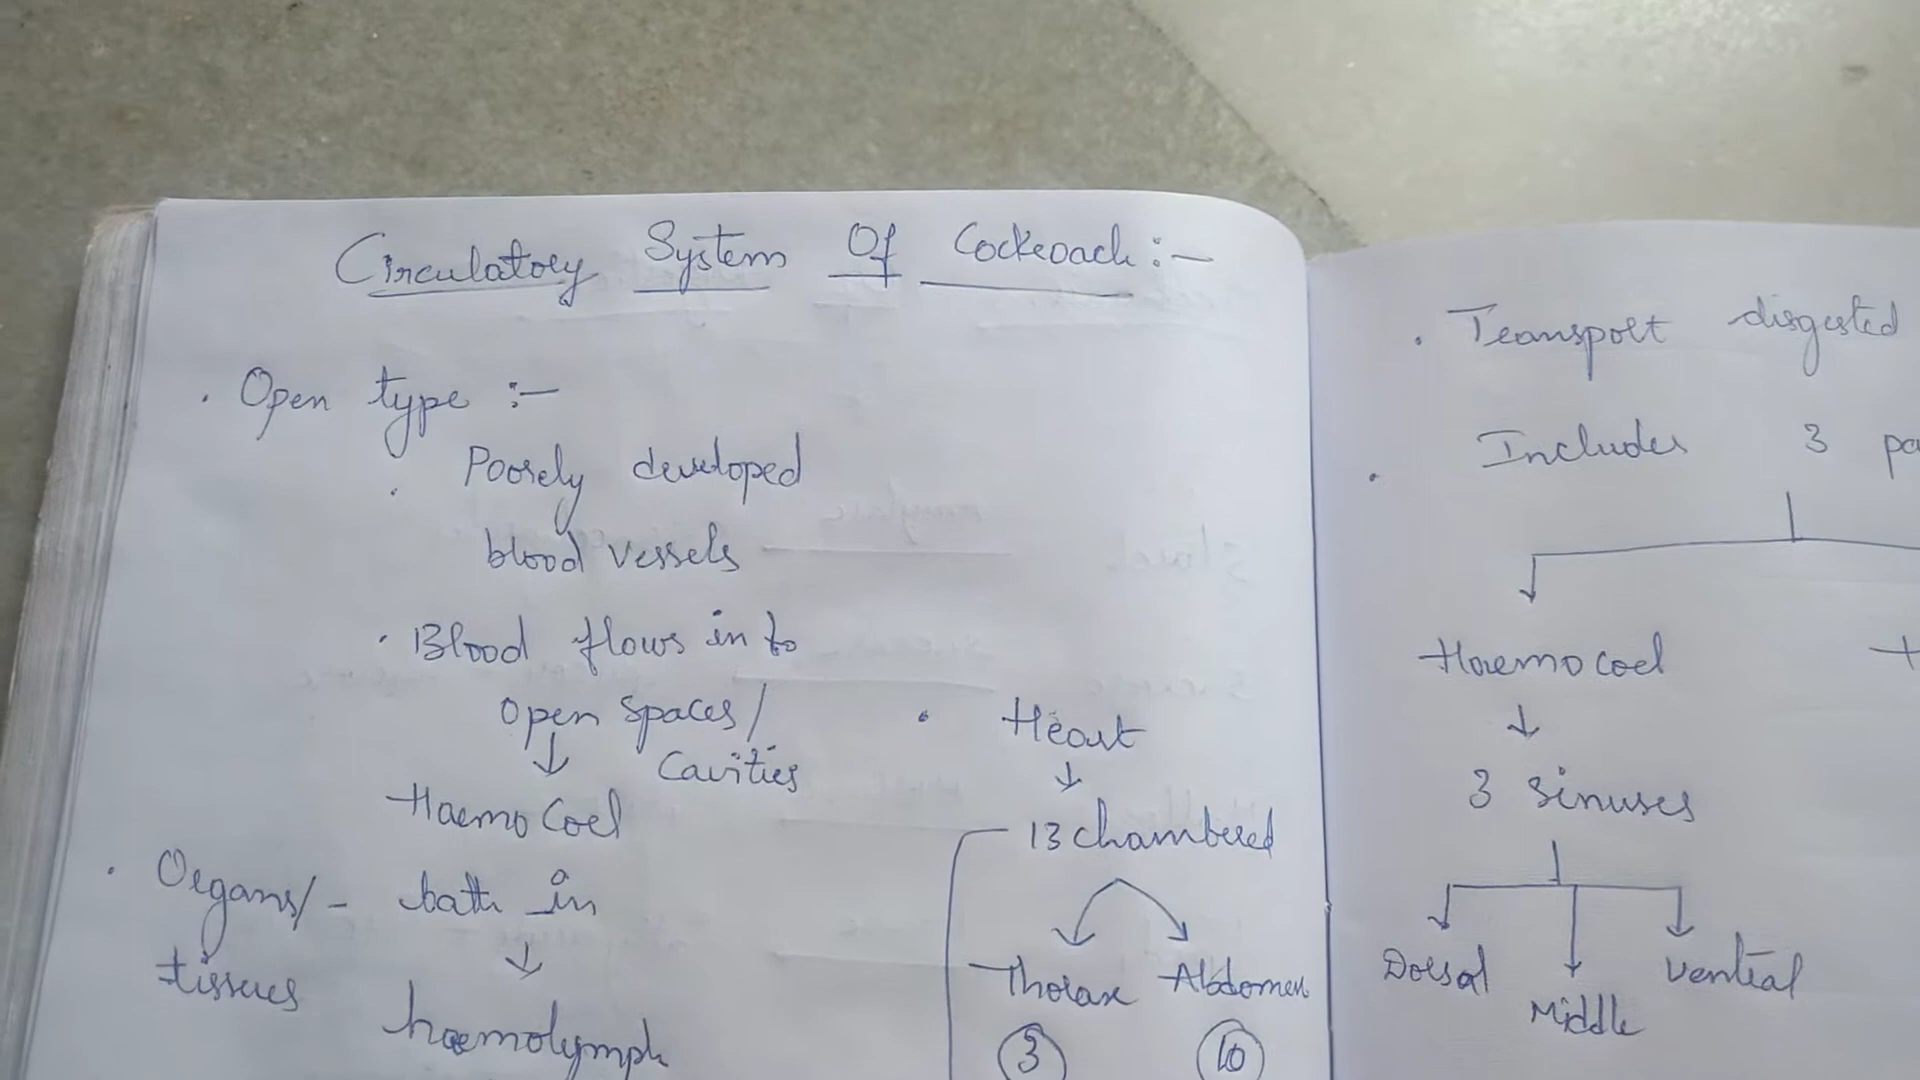 Circulatory System Of Cockroach :-
. Open type :-
Poorely developed
blood vessels
. Blood flows in to
Open spaces/
Cavities
↓
Haemo Coel
. Organs/ - bath in
tissues
↓
haemolymph
. Heart
↓
13 chambered
Thorax Abdomen
3 10
. Transport disgested
. Includes 3
Haemo coel
↓
3 Sinuses
Dorsal Middle Ventral